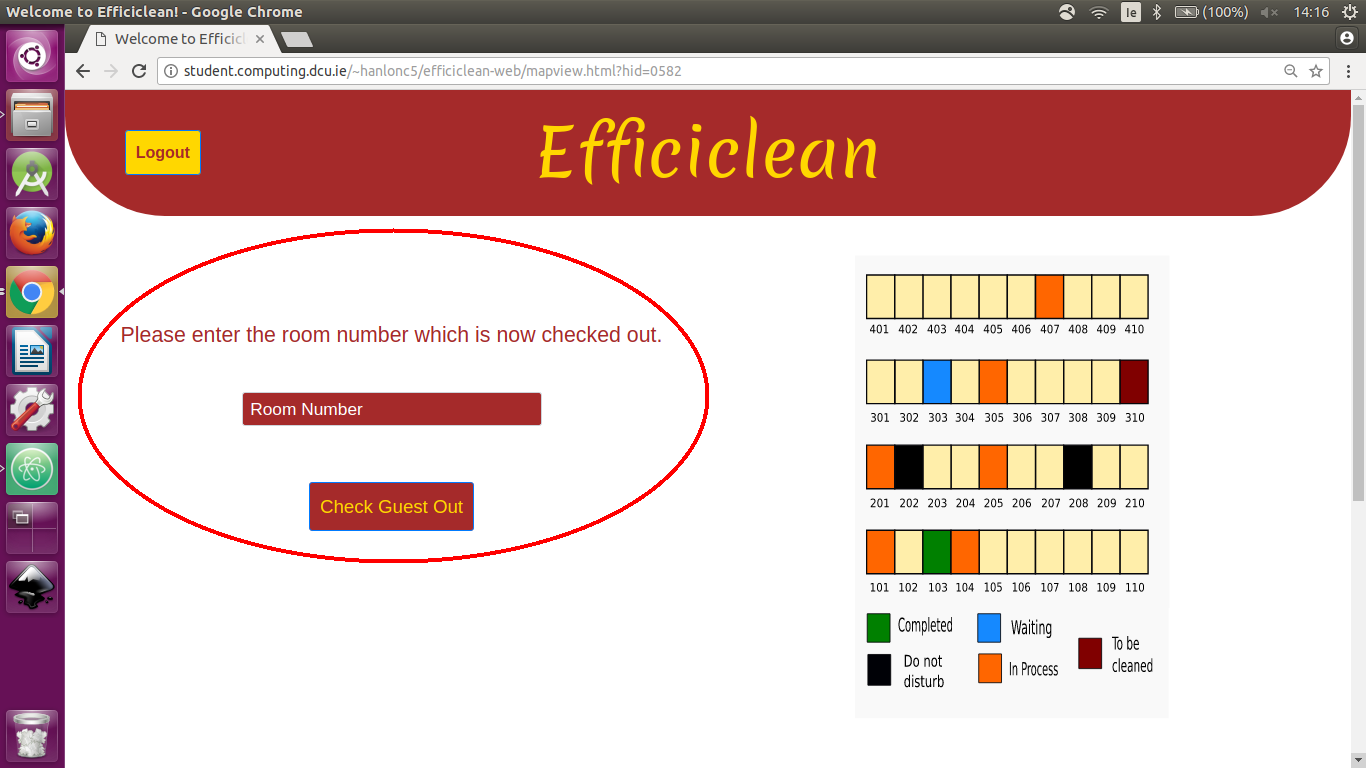 Welcome to Efficiclean! - Google Chrome
Ie (100%) 14:16
Welcome to Efficic
student.computing.dcu.ie/~hanlonc5/efficiclean-web/mapview.html?hid=0582
Logout
Efficiclean
Please enter the room number which is now checked out.
Room Number
Check Guest Out
401 402 403 404 405 406 407 408 409 410
301 302 303 304 305 306 307 308 309 310
201 202 203 204 205 206 207 208 209 210
101 102 103 104 105 106 107 108 109 110
Completed
Waiting
To be
cleaned
Do not
disturb
In Process